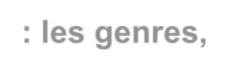 : les genres,